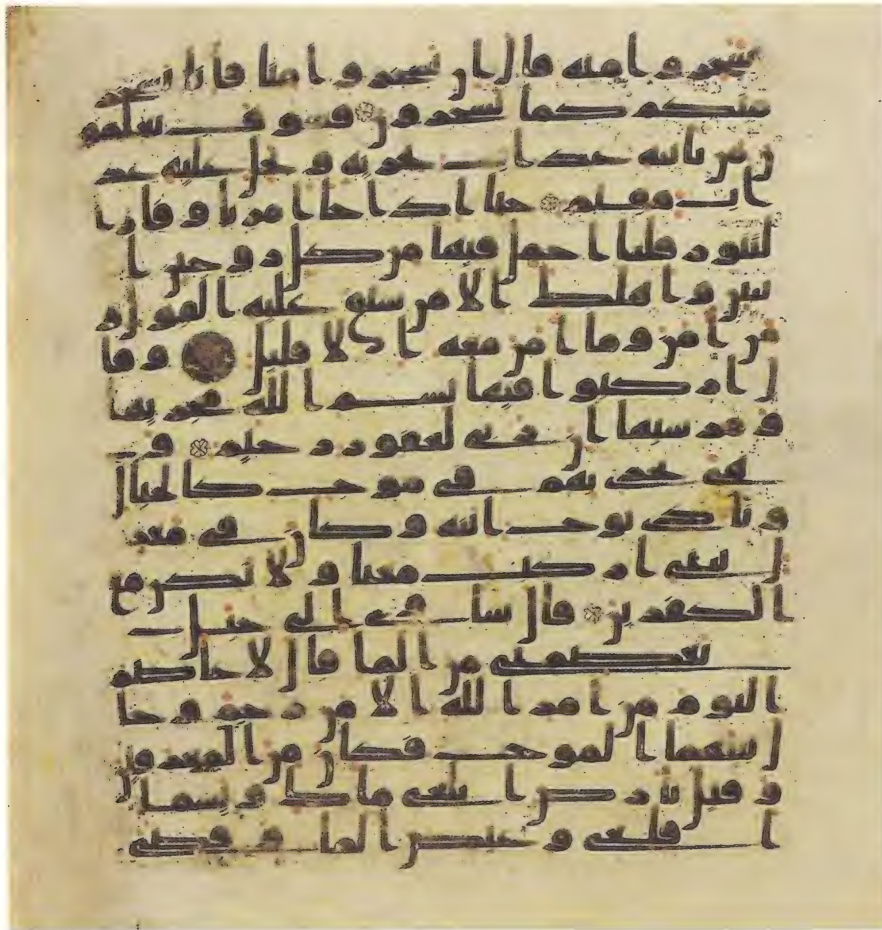 سخروا منه قال ان تسخروا منا فانا نسخر
منكم كما تسخرون فسوف تعلمو
ن من ياتيه عذاب يخزيه ويحل عليه عذ
اب مقيم حتا اذا جا امرنا وفار ا
لتنور قلنا احمل فيها من كل زوجين ا
ثنين واهلك الا من سبق عليه القول و
من امن وما امن معه الا قليل وقا
ل اركبوا فيها بسم الله مجريها
ومرسيها ان ربي لغفور رحيم و
هي تجري بهم في موج كالجبال
ونادى نوح ابنه وكان في معز
ل يبني اركب معنا ولا تكن مع
الكفرين قال ساوي الى جبل
يعصمني من الما قال لا عاصم
اليوم من امر الله الا من رحم وحا
ل بينهما الموج فكان من المغرقين
وقيل يارض ابلعي ماك ويسما
اقلعي وغيض الما وقضي